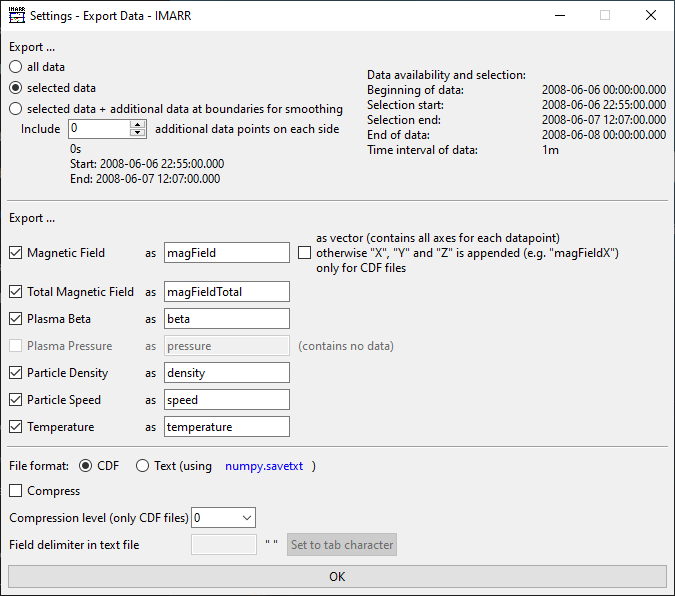 Settings - Export Data - IMARR
Export ...
all data
selected data
selected data + additional data at boundaries for smoothing
Include 0 additional data points on each side
0s
Start: 2008-06-06 22:55:00.000
End: 2008-06-07 12:07:00.000
Data availability and selection:
Beginning of data: 2008-06-06 00:00:00.000
Selection start: 2008-06-06 22:55:00.000
Selection end: 2008-06-07 12:07:00.000
End of data: 2008-06-08 00:00:00.000
Time interval of data: 1m
Export ...
Magnetic Field as magField
as vector (contains all axes for each datapoint)
otherwise "X", "Y" and "Z" is appended (e.g. "magFieldX")
only for CDF files
Total Magnetic Field as magFieldTotal
Plasma Beta as beta
Plasma Pressure as pressure (contains no data)
Particle Density as density
Particle Speed as speed
Temperature as temperature
File format: CDF Text (using numpy.savetxt )
Compress
Compression level (only CDF files) 0
Field delimiter in text file " " Set to tab character
OK